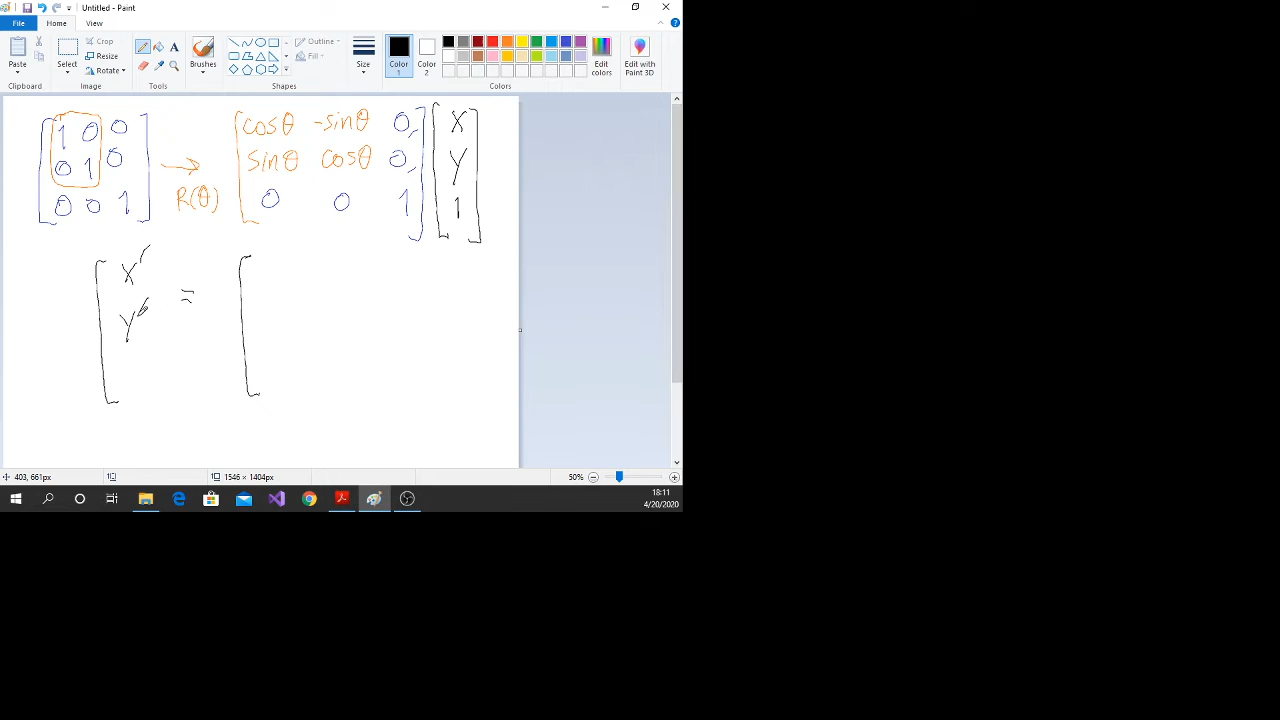 Untitled - Paint
File Home View
Paste
Clipboard
Select
Crop
Resize
Rotate
Image
Tools
Brushes
Outline
Fill
Shapes
Size
Color 1
Color 2
Edit colors
Edit with Paint 3D
Colors
1 0 0
0 1 0
0 0 1
→
R(θ)
cosθ -sinθ 0
sinθ cosθ 0
0 0 1
X
Y
1
X'
Y'
=
403, 661px
1546 × 1404px
50%
18:11
4/20/2020